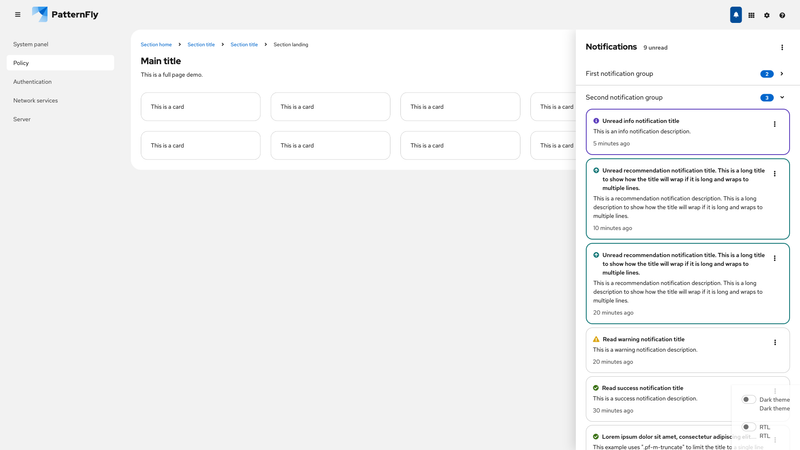 PatternFly
System panel
Policy
Authentication
Network services
Server
Section home
Section title
Section title
Section landing
Main title
This is a full page demo.
This is a card
This is a card
This is a card
This is a card
This is a card
This is a card
This is a card
This is a card
Notifications 9 unread
First notification group 2
Second notification group 3
Unread info notification title
This is an info notification description.
5 minutes ago
Unread recommendation notification title. This is a long title
to show how the title will wrap if it is long and wraps to
multiple lines.
This is a recommendation notification description. This is a long
description to show how the title will wrap if it is long and wraps to
multiple lines.
10 minutes ago
Unread recommendation notification title. This is a long title
to show how the title will wrap if it is long and wraps to
multiple lines.
This is a recommendation notification description. This is a long
description to show how the title will wrap if it is long and wraps to
multiple lines.
20 minutes ago
Read warning notification title
This is a warning notification description.
20 minutes ago
Read success notification title
This is a success notification description.
30 minutes ago
Lorem ipsum dolor sit amet, consectetur adipiscing elit...
This example uses ".pf-m-truncate" to limit the title to a single line
Dark theme
Dark theme
RTL
RTL